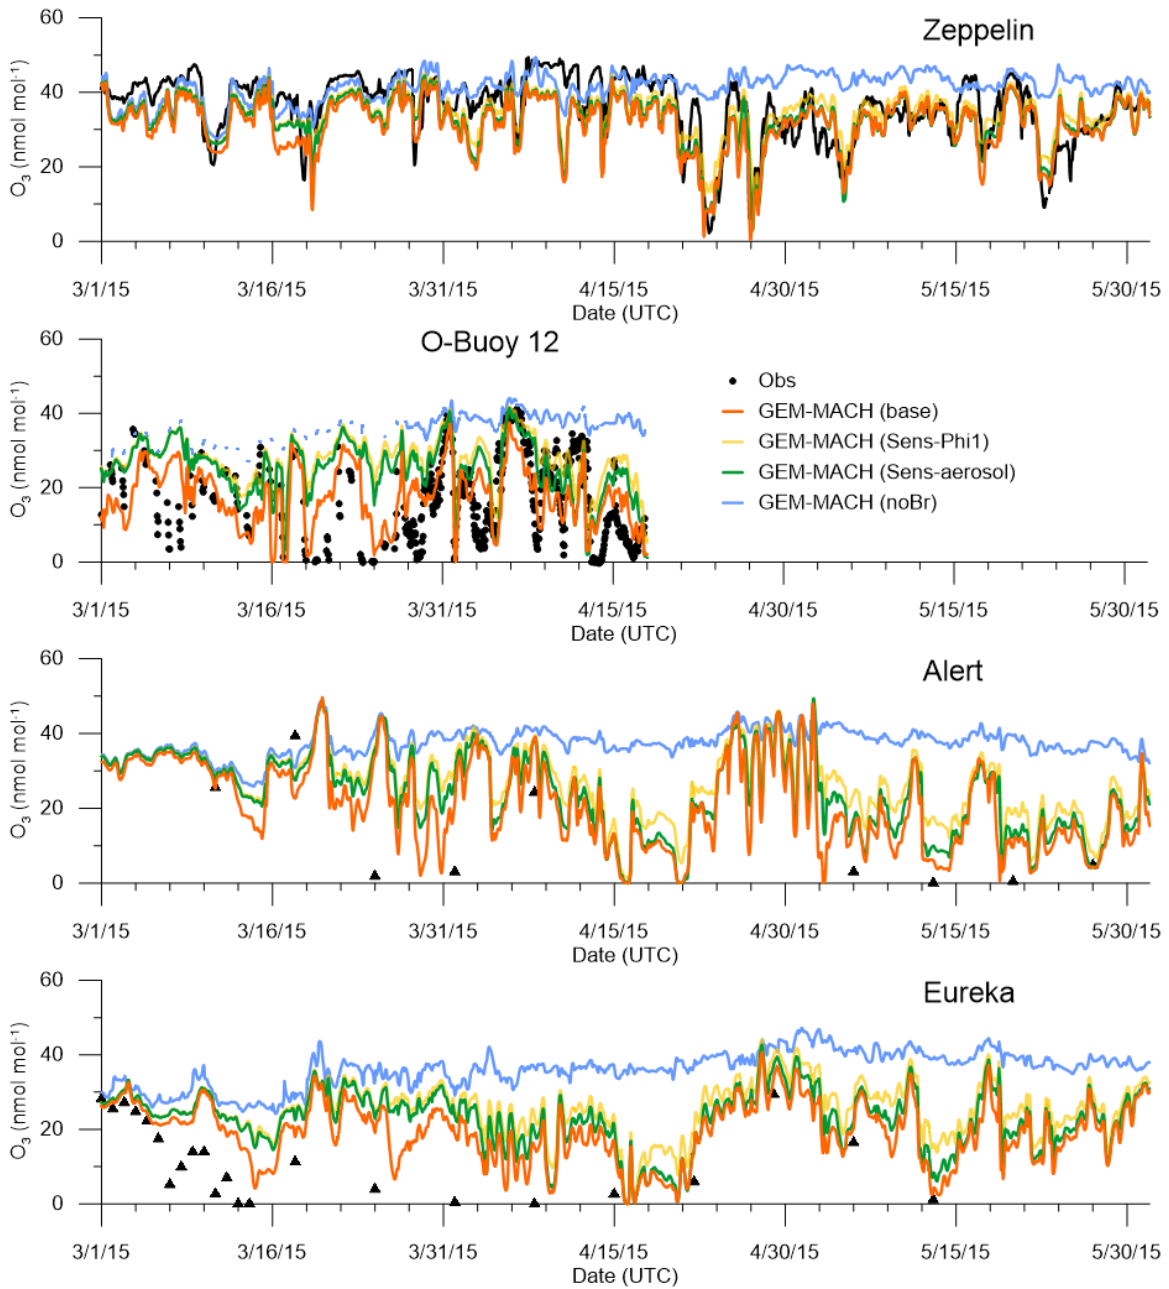 Zeppelin
60
40
20
0
O3 (nmol mol-1)
3/1/15 3/16/15 3/31/15 4/15/15 4/30/15 5/15/15 5/30/15
Date (UTC)
O-Buoy 12
60
40
20
0
O3 (nmol mol-1)
Obs
GEM-MACH (base)
GEM-MACH (Sens-Phi1)
GEM-MACH (Sens-aerosol)
GEM-MACH (noBr)
3/1/15 3/16/15 3/31/15 4/15/15 4/30/15 5/15/15 5/30/15
Date (UTC)
Alert
60
40
20
0
O3 (nmol mol-1)
3/1/15 3/16/15 3/31/15 4/15/15 4/30/15 5/15/15 5/30/15
Date (UTC)
Eureka
60
40
20
0
O3 (nmol mol-1)
3/1/15 3/16/15 3/31/15 4/15/15 4/30/15 5/15/15 5/30/15
Date (UTC)